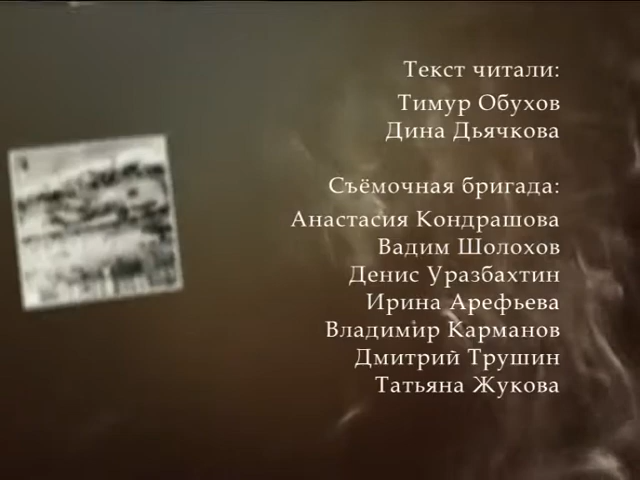 Текст читали:
Тимур Обухов
Дина Дьячкова
Съёмочная бригада:
Анастасия Кондрашова
Вадим Шолохов
Денис Уразбахтин
Ирина Арефьева
Владимир Карманов
Дмитрий Трушин
Татьяна Жукова